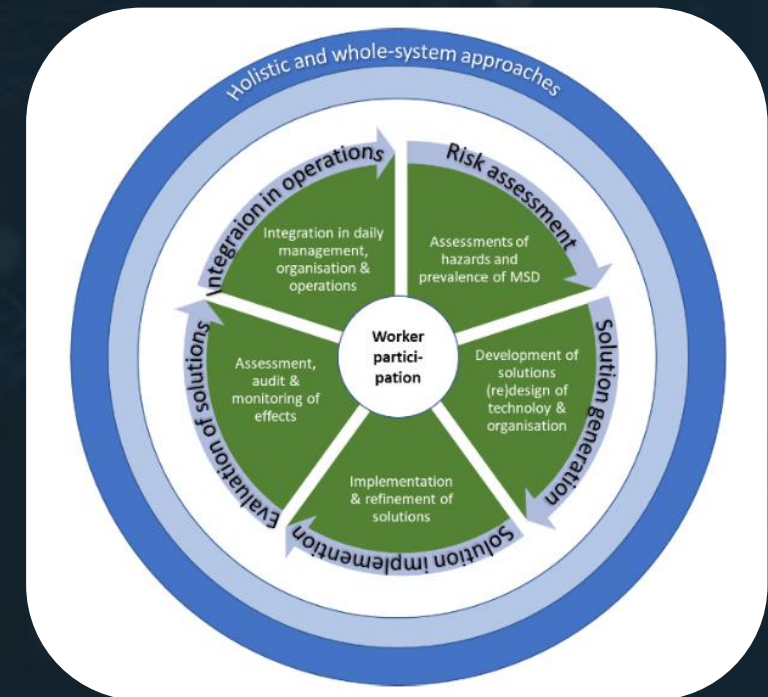 Holistic and whole-system approaches
Risk assessment
Assessments of
hazards and
prevalence of MSD
Solution generation
Development of
solutions
(re)design of
technoloy &
organisation
Solution implemention
Implementation
& refinement of
solutions
Evaluation of solutions
Assessment,
audit &
monitoring of
effects
Integraion in operations
Integration in daily
management,
organisation &
operations
Worker
partici-
pation